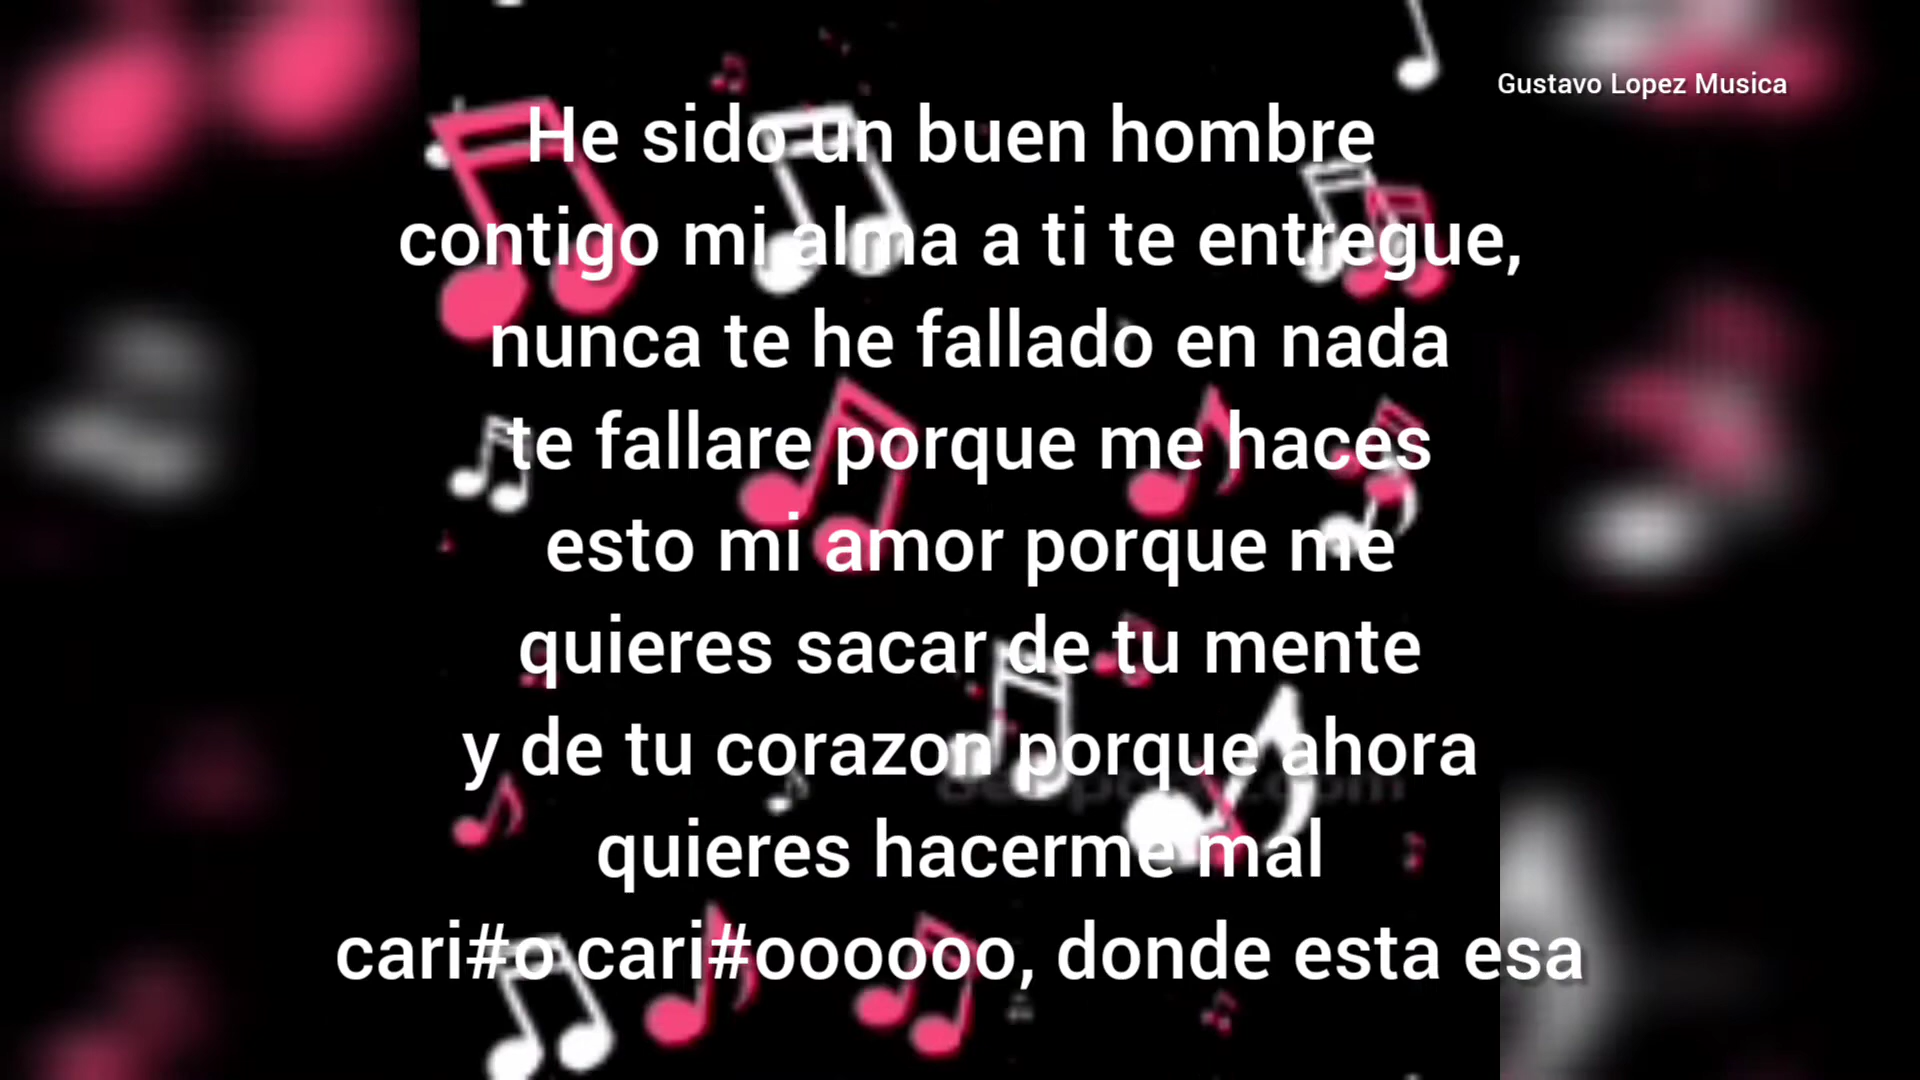 Gustavo Lopez Musica
He sido un buen hombre
contigo mi alma a ti te entregue,
nunca te he fallado en nada
te fallare porque me haces
esto mi amor porque me
quieres sacar de tu mente
y de tu corazon porque ahora
quieres hacerme mal
cari#o cari#oooooo, donde esta esa